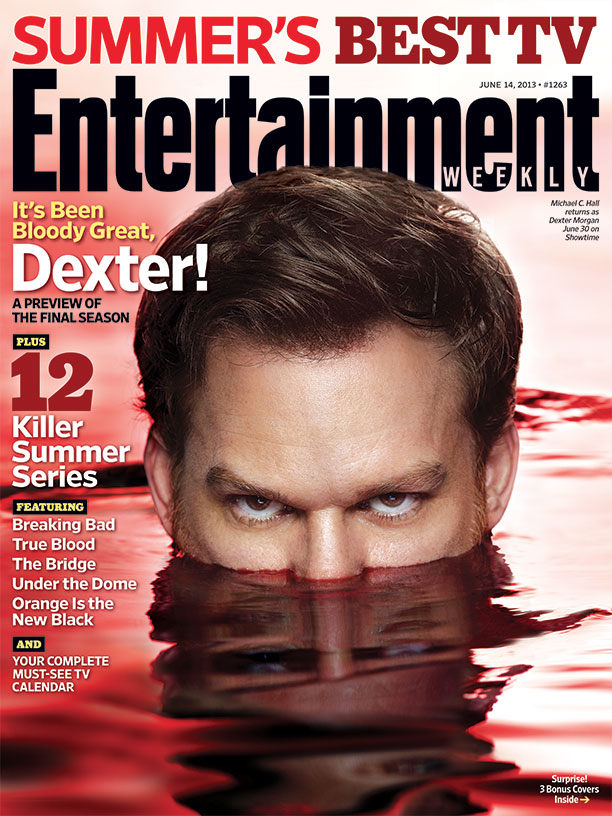 SUMMER'S BEST TV
JUNE 14, 2013 • #1263
Entertainment
WEEKLY
Michael C. Hall
returns as
Dexter Morgan
June 30 on
Showtime
It's Been
Bloody Great,
Dexter!
A PREVIEW OF
THE FINAL SEASON
PLUS
12
Killer
Summer
Series
FEATURING
Breaking Bad
True Blood
The Bridge
Under the Dome
Orange Is the
New Black
AND
YOUR COMPLETE
MUST-SEE TV
CALENDAR
Surprise!
3 Bonus Covers
Inside→